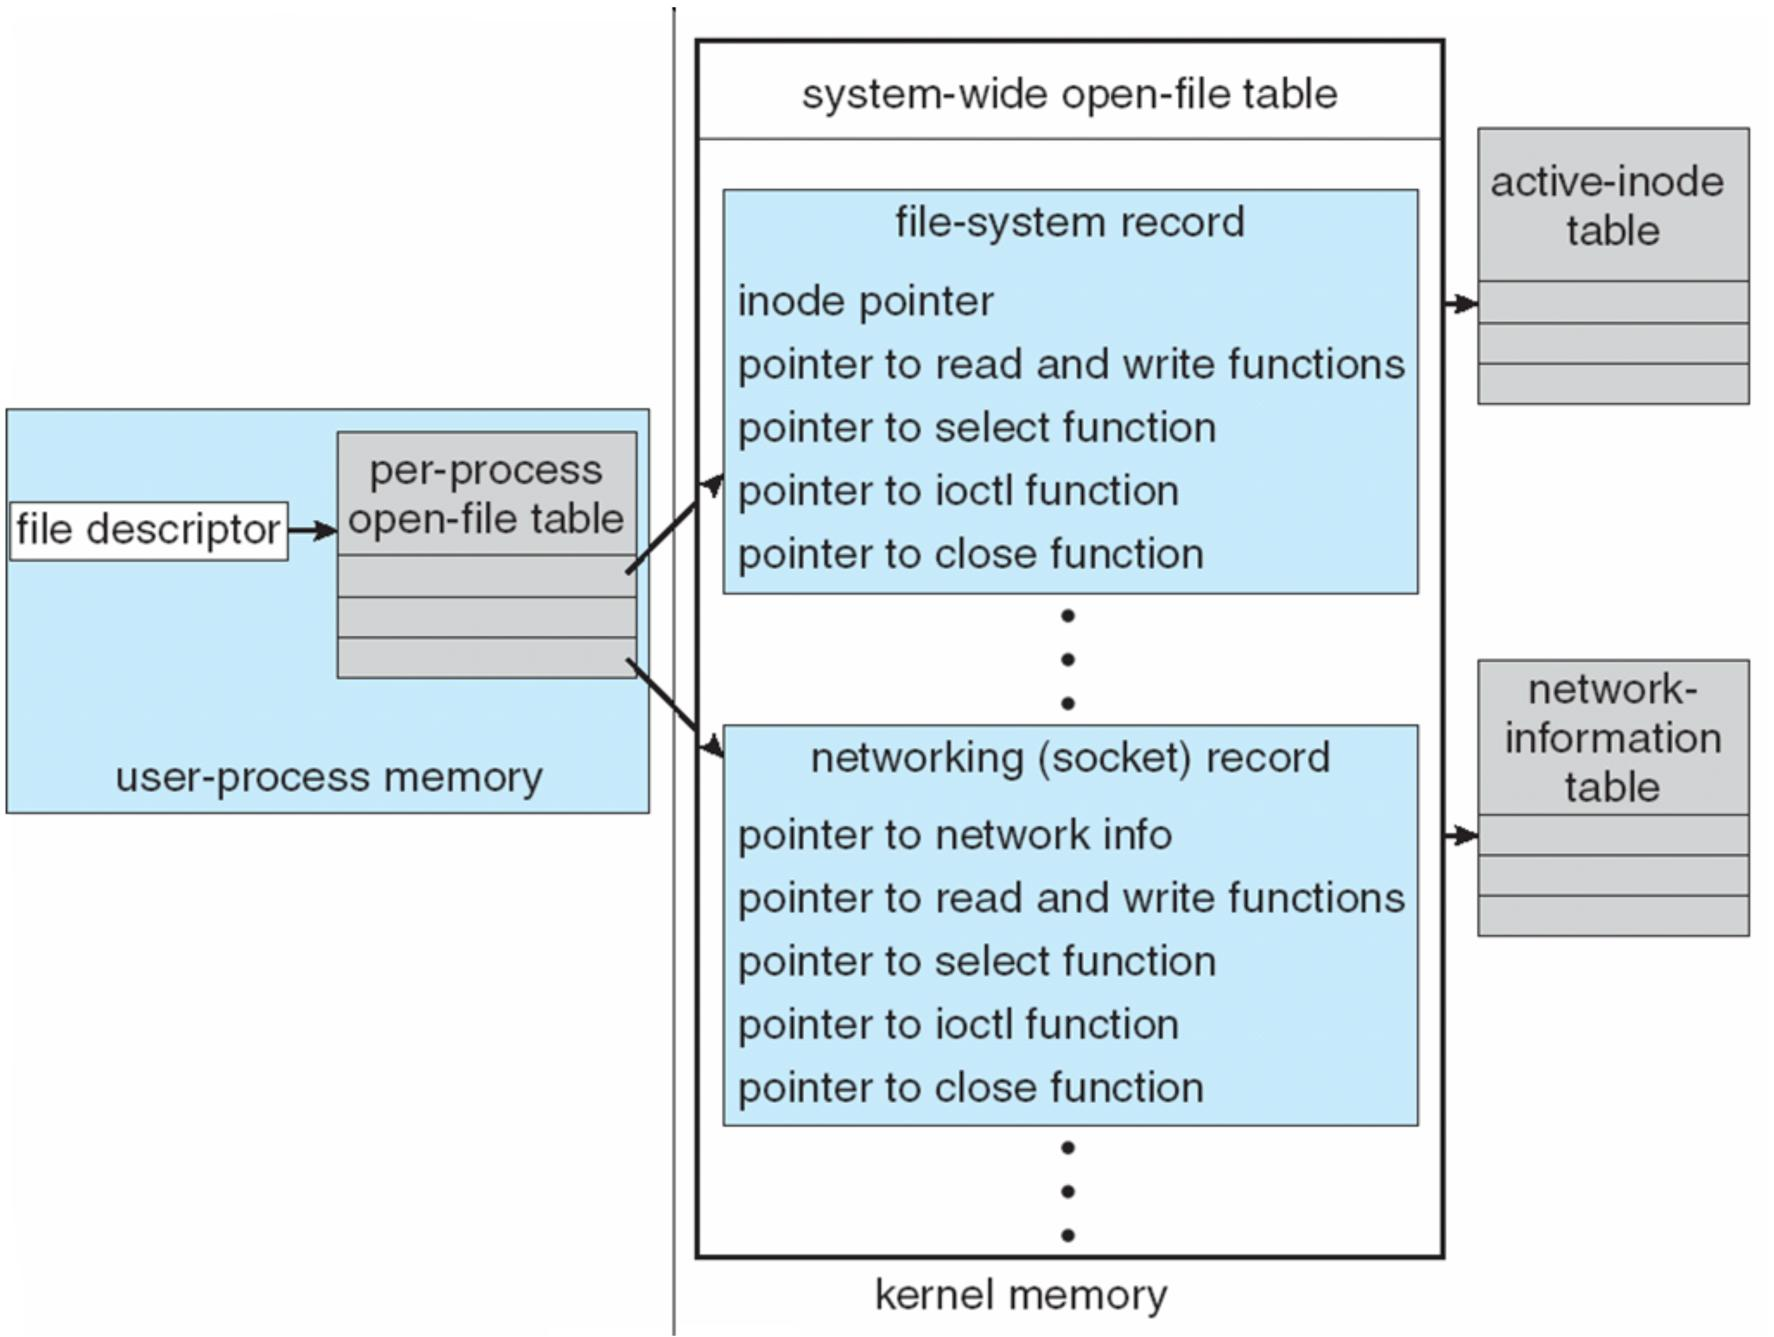 file descriptor
per-process
open-file table
user-process memory
system-wide open-file table
file-system record
inode pointer
pointer to read and write functions
pointer to select function
pointer to ioctl function
pointer to close function
networking (socket) record
pointer to network info
pointer to read and write functions
pointer to select function
pointer to ioctl function
pointer to close function
kernel memory
active-inode
table
network-
information
table